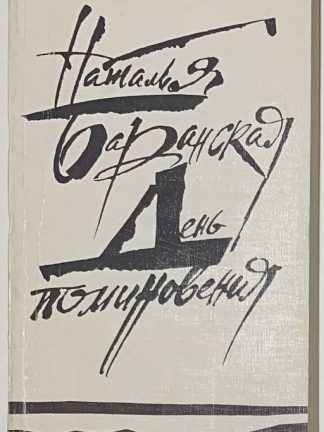 Наталья
Баранская
День
поминовения